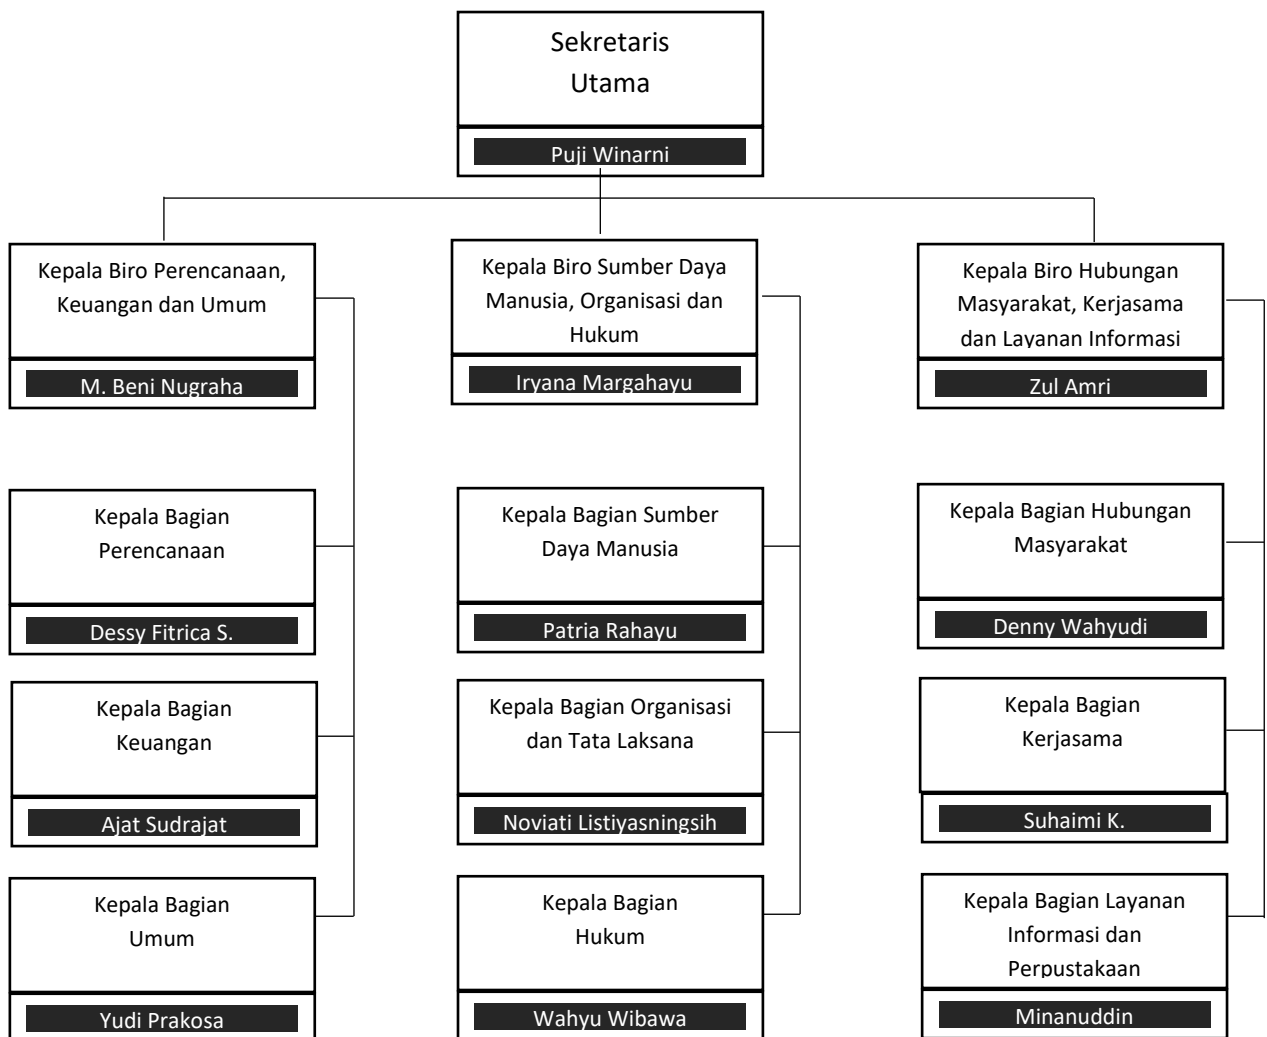 Sekretaris
Utama
Puji Winarni
Kepala Biro Perencanaan,
Keuangan dan Umum
M. Beni Nugraha
Kepala Biro Sumber Daya
Manusia, Organisasi dan
Hukum
Iryana Margahayu
Kepala Biro Hubungan
Masyarakat, Kerjasama
dan Layanan Informasi
Zul Amri
Kepala Bagian
Perencanaan
Dessy Fitrica S.
Kepala Bagian Sumber
Daya Manusia
Patria Rahayu
Kepala Bagian Hubungan
Masyarakat
Denny Wahyudi
Kepala Bagian
Keuangan
Ajat Sudrajat
Kepala Bagian Organisasi
dan Tata Laksana
Noviati Listiyasningsih
Kepala Bagian
Kerjasama
Suhaimi K.
Kepala Bagian
Umum
Yudi Prakosa
Kepala Bagian
Hukum
Wahyu Wibawa
Kepala Bagian Layanan
Informasi dan
Perpustakaan
Minanuddin